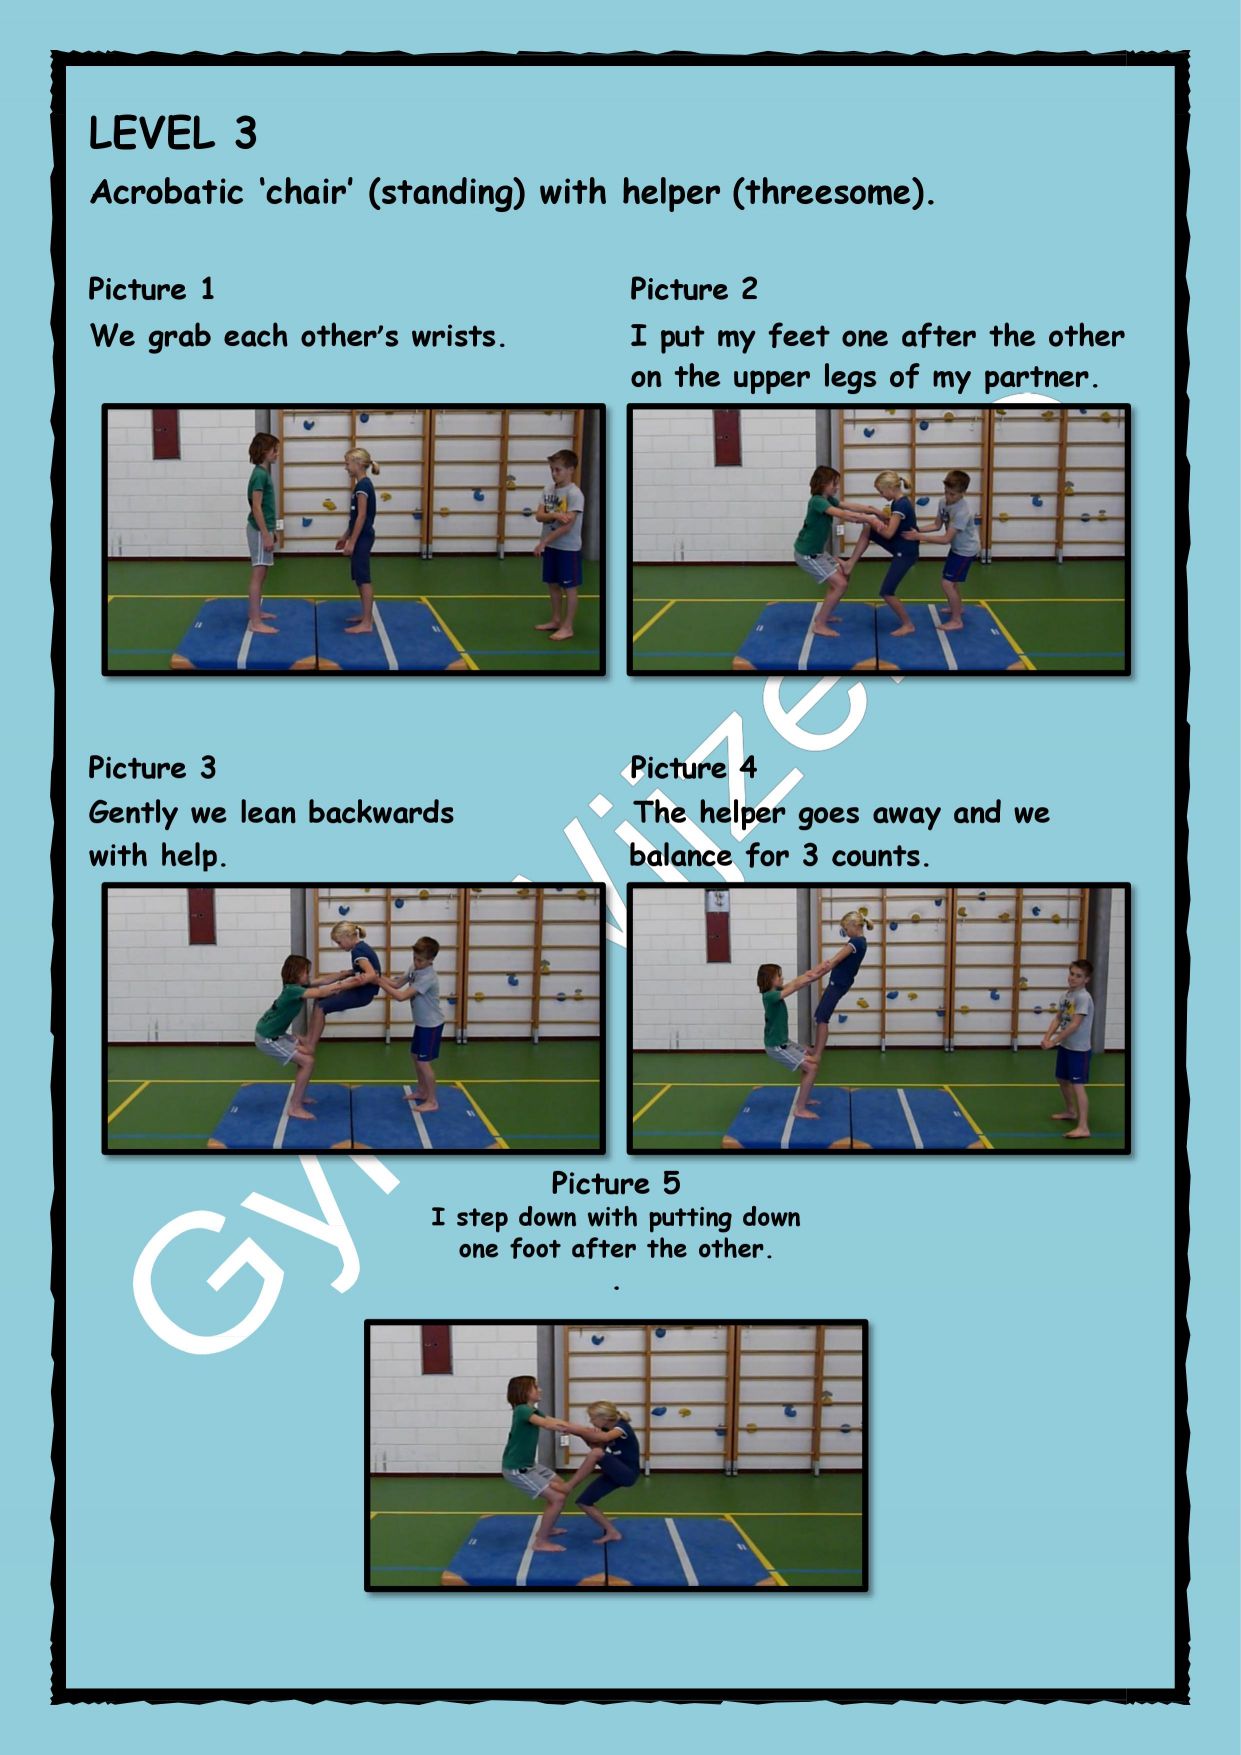 LEVEL 3
Acrobatic ‘chair’ (standing) with helper (threesome).
Picture 1
We grab each other’s wrists.
Picture 2
I put my feet one after the other
on the upper legs of my partner.
Picture 3
Gently we lean backwards
with help.
Picture 4
The helper goes away and we
balance for 3 counts.
Picture 5
I step down with putting down
one foot after the other.
.